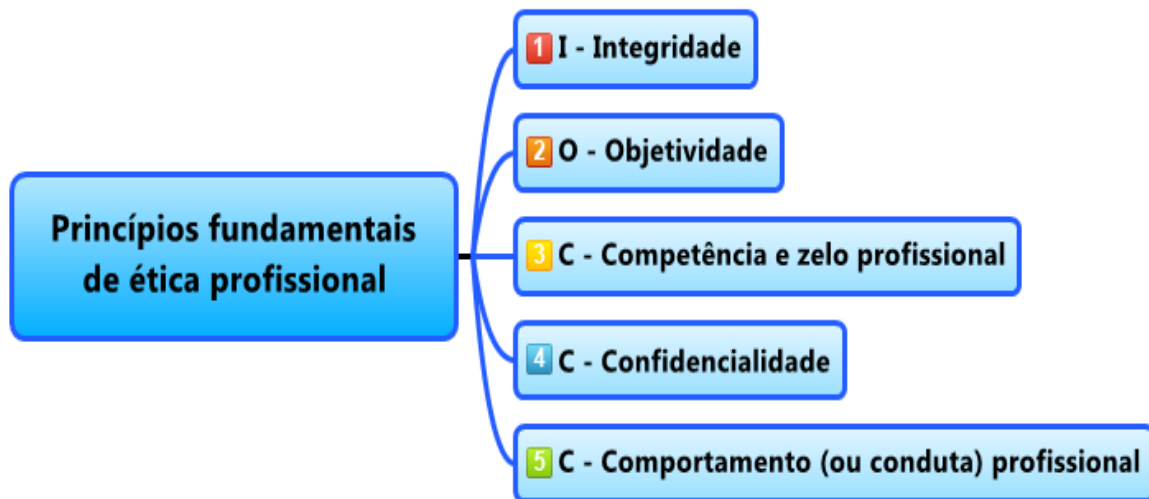 Princípios fundamentais
de ética profissional
1 I - Integridade
2 O - Objetividade
3 C - Competência e zelo profissional
4 C - Confidencialidade
5 C - Comportamento (ou conduta) profissional